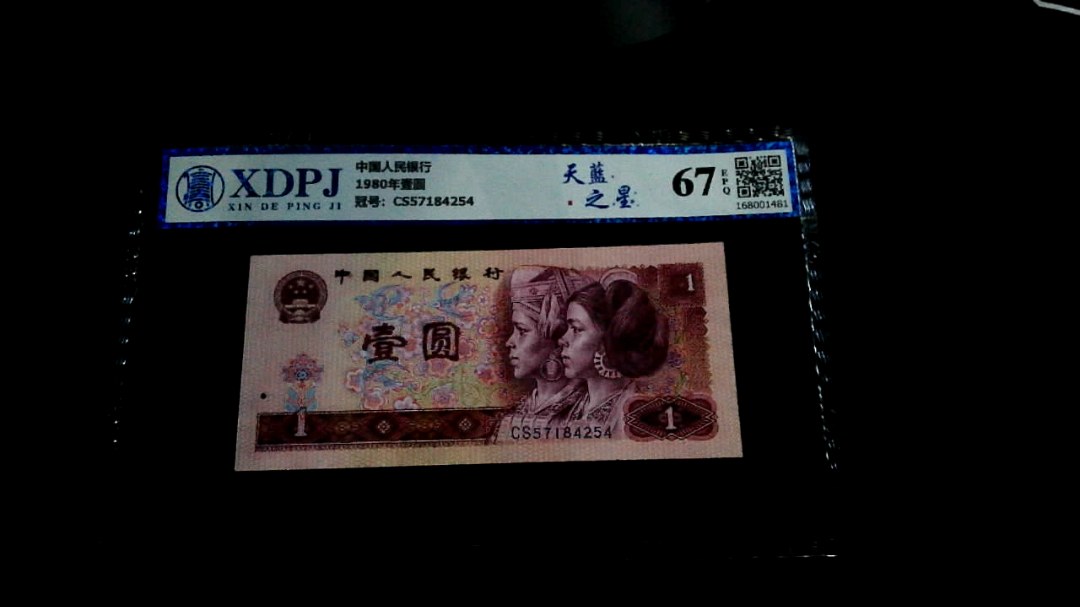 XDPJ
XIN DE PING JI
中国人民银行
1980年壹圆
冠号: CS57184254
天蓝
之星
67
EPQ
168001481
中国人民银行
1
壹圆
1
CS57184254
1